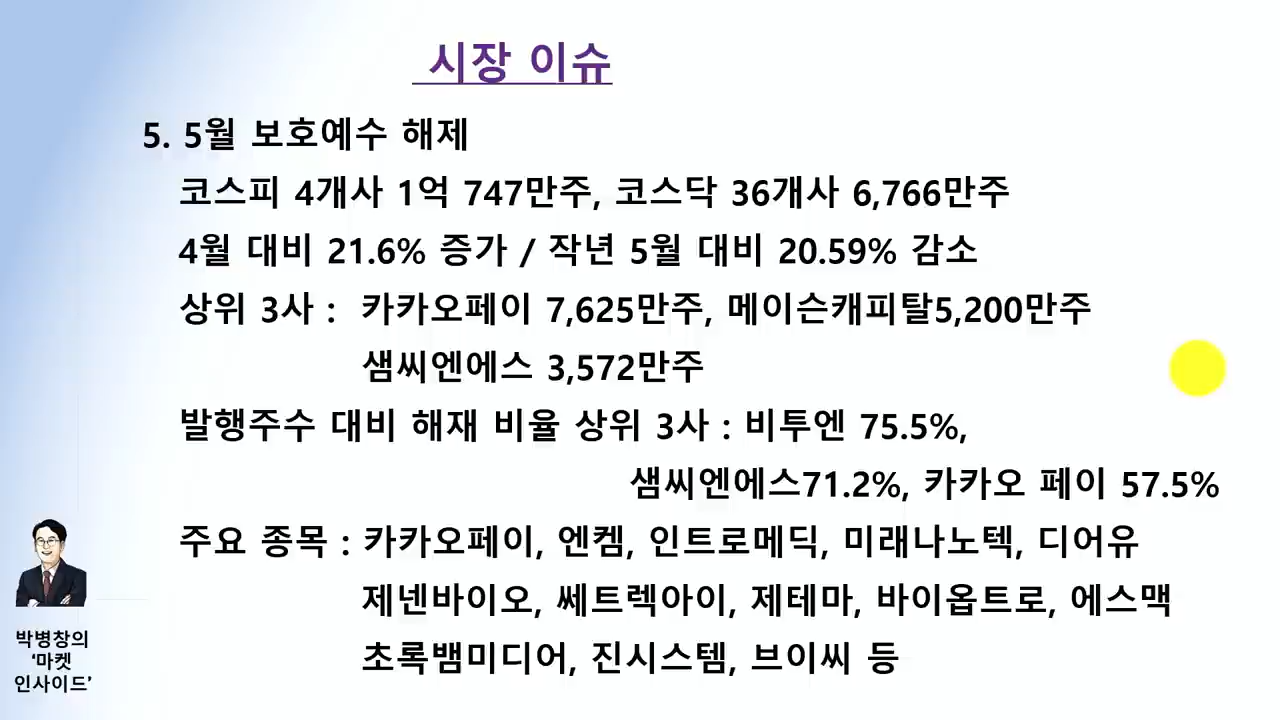 시장 이슈
5. 5월 보호예수 해제
코스피 4개사 1억 747만주, 코스닥 36개사 6,766만주
4월 대비 21.6% 증가 / 작년 5월 대비 20.59% 감소
상위 3사 : 카카오페이 7,625만주, 메이슨캐피탈5,200만주
샘씨엔에스 3,572만주
발행주수 대비 해재 비율 상위 3사 : 비투엔 75.5%,
샘씨엔에스71.2%, 카카오 페이 57.5%
주요 종목 : 카카오페이, 엔켐, 인트로메딕, 미래나노텍, 디어유
제넨바이오, 쎄트렉아이, 제테마, 바이옵트로, 에스맥
초록뱀미디어, 진시스템, 브이씨 등
박병창의
‘마켓
인사이드’